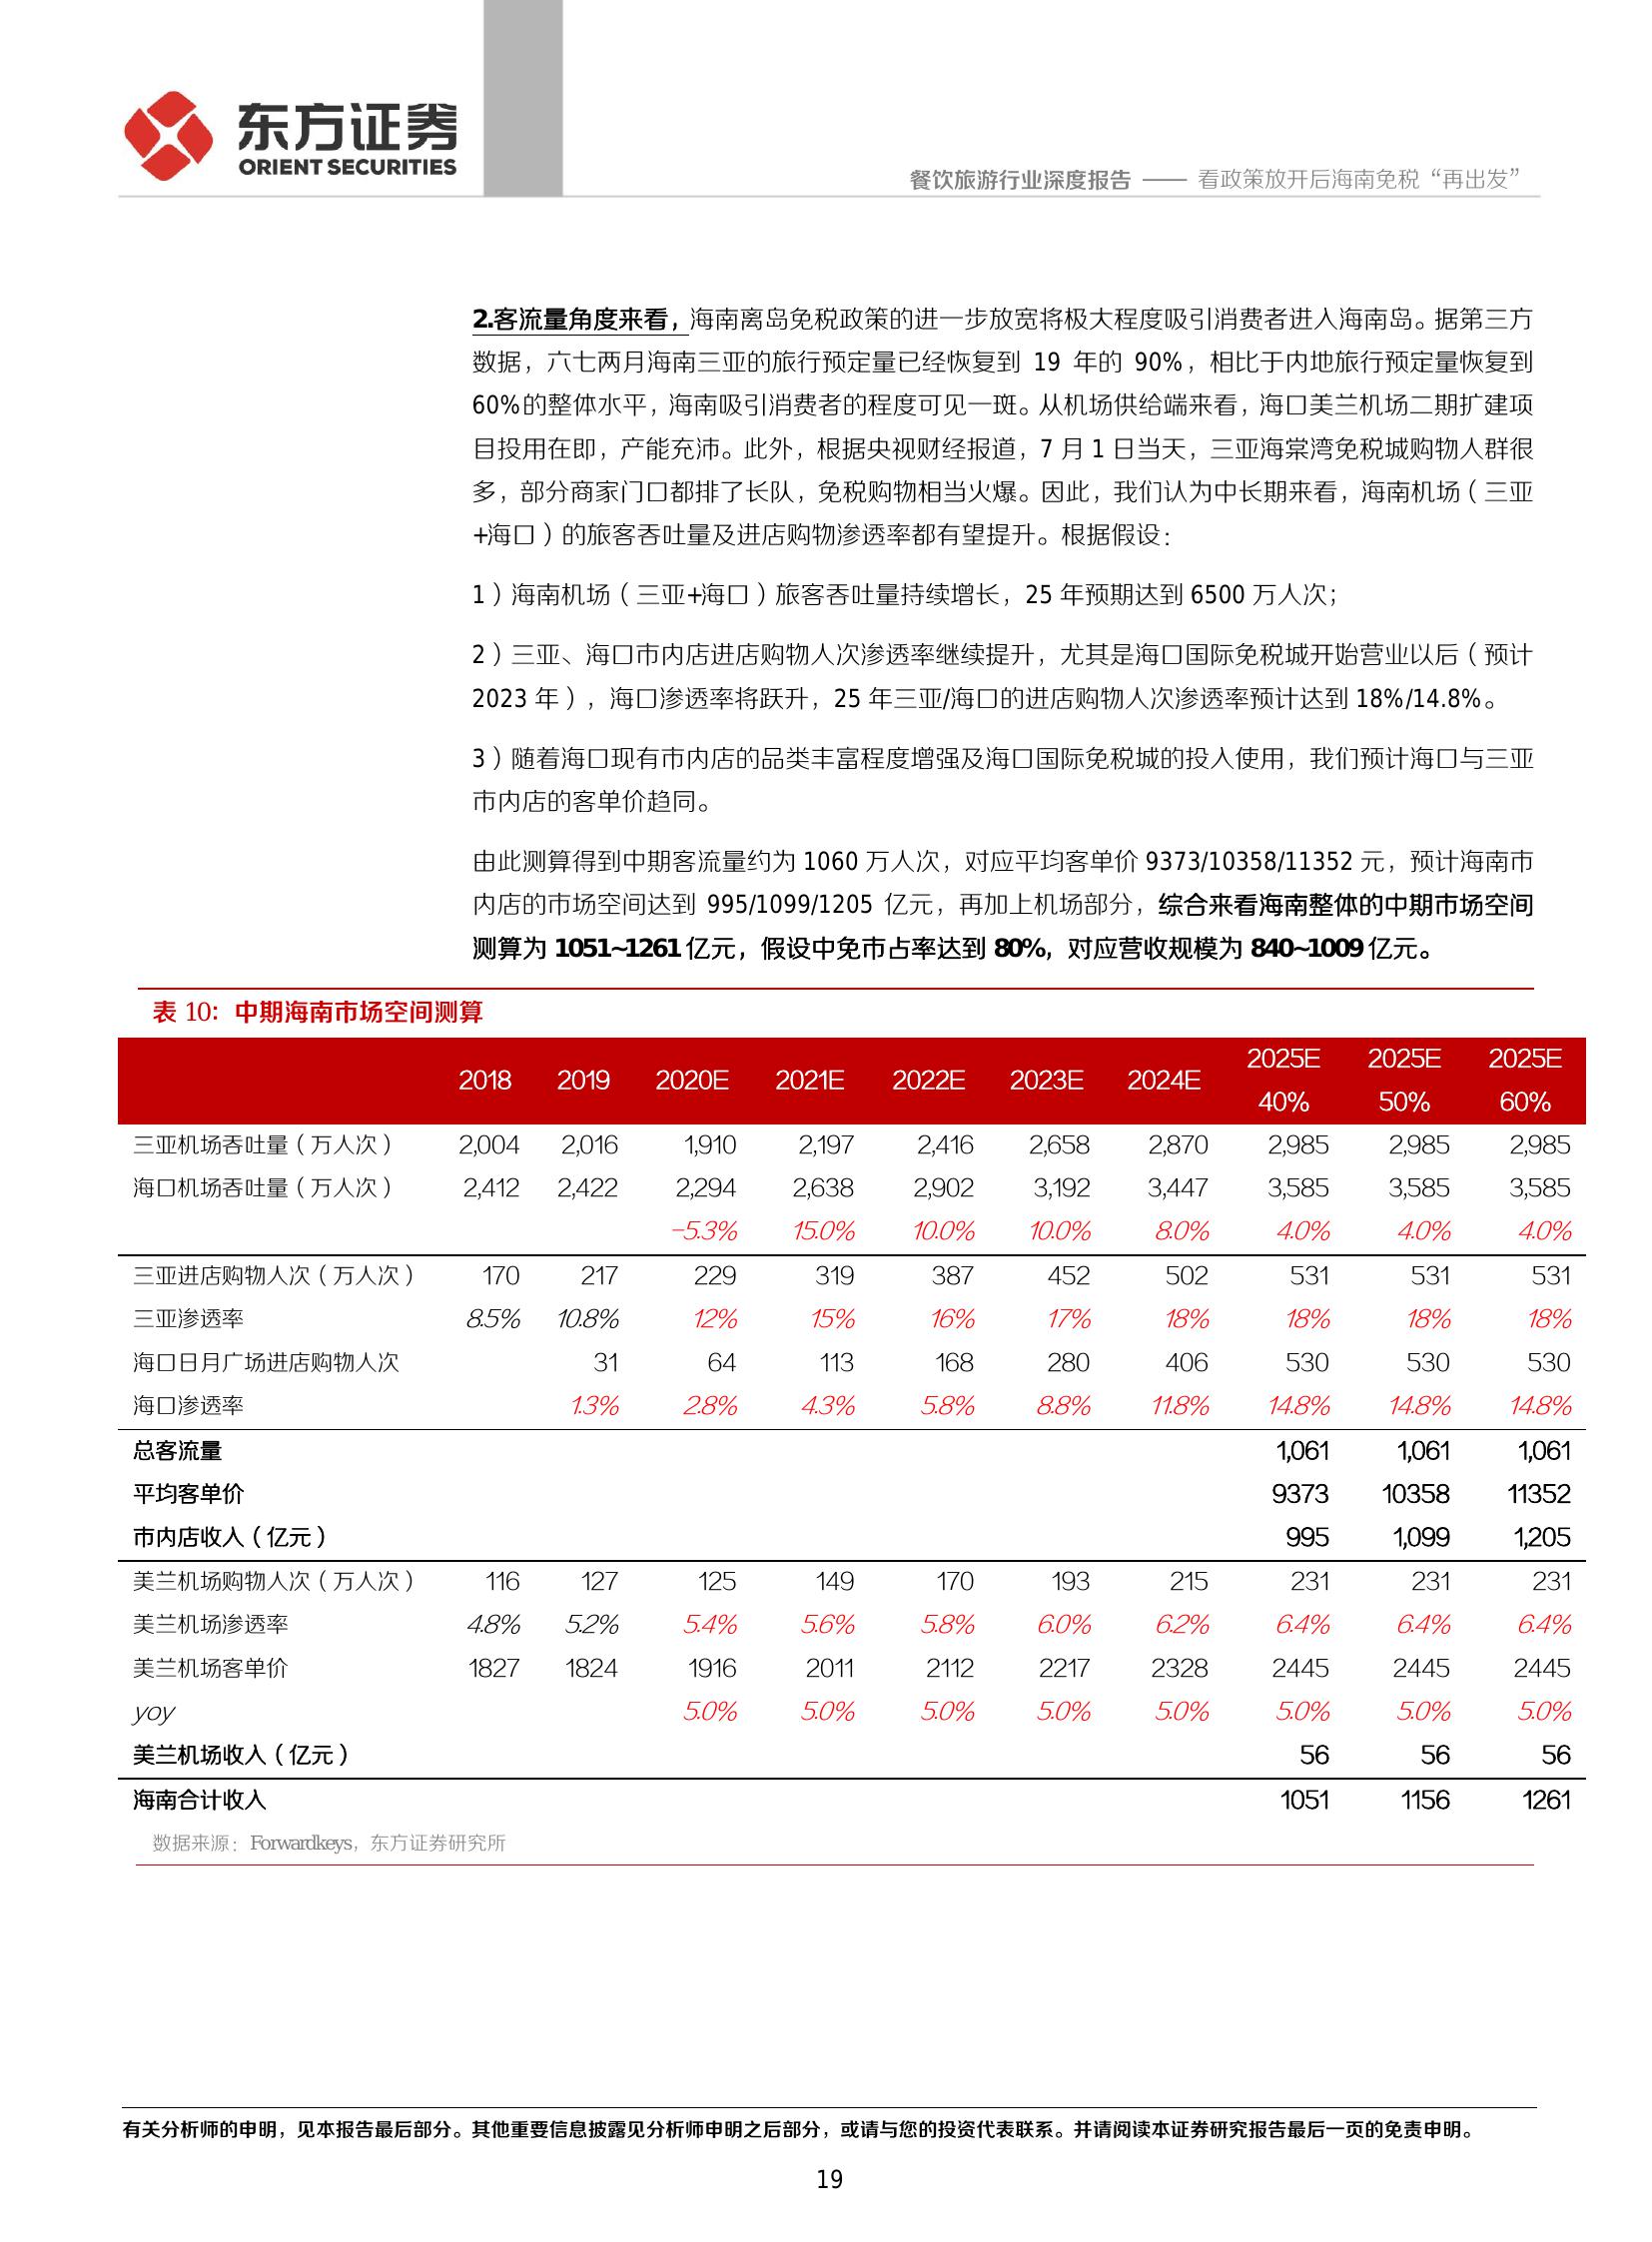 东方证券
ORIENT SECURITIES
餐饮旅游行业深度报告 —— 看政策放开后海南免税“再出发”
2.客流量角度来看，海南离岛免税政策的进一步放宽将极大程度吸引消费者进入海南岛。据第三方
数据，六七两月海南三亚的旅行预定量已经恢复到 19 年的 90%，相比于内地旅行预定量恢复到
60%的整体水平，海南吸引消费者的程度可见一斑。从机场供给端来看，海口美兰机场二期扩建项
目投用在即，产能充沛。此外，根据央视财经报道，7 月 1 日当天，三亚海棠湾免税城购物人群很
多，部分商家门口都排了长队，免税购物相当火爆。因此，我们认为中长期来看，海南机场（三亚
+海口）的旅客吞吐量及进店购物渗透率都有望提升。根据假设：
1）海南机场（三亚+海口）旅客吞吐量持续增长，25 年预期达到 6500 万人次；
2）三亚、海口市内店进店购物人次渗透率继续提升，尤其是海口国际免税城开始营业以后（预计
2023 年），海口渗透率将跃升，25 年三亚/海口的进店购物人次渗透率预计达到 18%/14.8%。
3）随着海口现有市内店的品类丰富程度增强及海口国际免税城的投入使用，我们预计海口与三亚
市内店的客单价趋同。
由此测算得到中期客流量约为 1060 万人次，对应平均客单价 9373/10358/11352 元，预计海南市
内店的市场空间达到 995/1099/1205 亿元，再加上机场部分，综合来看海南整体的中期市场空间
测算为 1051~1261 亿元，假设中免市占率达到 80%，对应营收规模为 840~1009 亿元。
表 10：中期海南市场空间测算
2018 2019 2020E 2021E 2022E 2023E 2024E 2025E 2025E 2025E
40% 50% 60%
三亚机场吞吐量（万人次） 2,004 2,016 1,910 2,197 2,416 2,658 2,870 2,985 2,985 2,985
海口机场吞吐量（万人次） 2,412 2,422 2,294 2,638 2,902 3,192 3,447 3,585 3,585 3,585
-5.3% 15.0% 10.0% 10.0% 8.0% 4.0% 4.0% 4.0%
三亚进店购物人次（万人次） 170 217 229 319 387 452 502 531 531 531
三亚渗透率 8.5% 10.8% 12% 15% 16% 17% 18% 18% 18% 18%
海口日月广场进店购物人次 31 64 113 168 280 406 530 530 530
海口渗透率 1.3% 2.8% 4.3% 5.8% 8.8% 11.8% 14.8% 14.8% 14.8%
总客流量 1,061 1,061 1,061
平均客单价 9373 10358 11352
市内店收入（亿元） 995 1,099 1,205
美兰机场购物人次（万人次） 116 127 125 149 170 193 215 231 231 231
美兰机场渗透率 4.8% 5.2% 5.4% 5.6% 5.8% 6.0% 6.2% 6.4% 6.4% 6.4%
美兰机场客单价 1827 1824 1916 2011 2112 2217 2328 2445 2445 2445
yoy 5.0% 5.0% 5.0% 5.0% 5.0% 5.0% 5.0% 5.0%
美兰机场收入（亿元） 56 56 56
海南合计收入 1051 1156 1261
数据来源：Forwardkeys，东方证券研究所
有关分析师的申明，见本报告最后部分。其他重要信息披露见分析师申明之后部分，或请与您的投资代表联系。并请阅读本证券研究报告最后一页的免责申明。
19